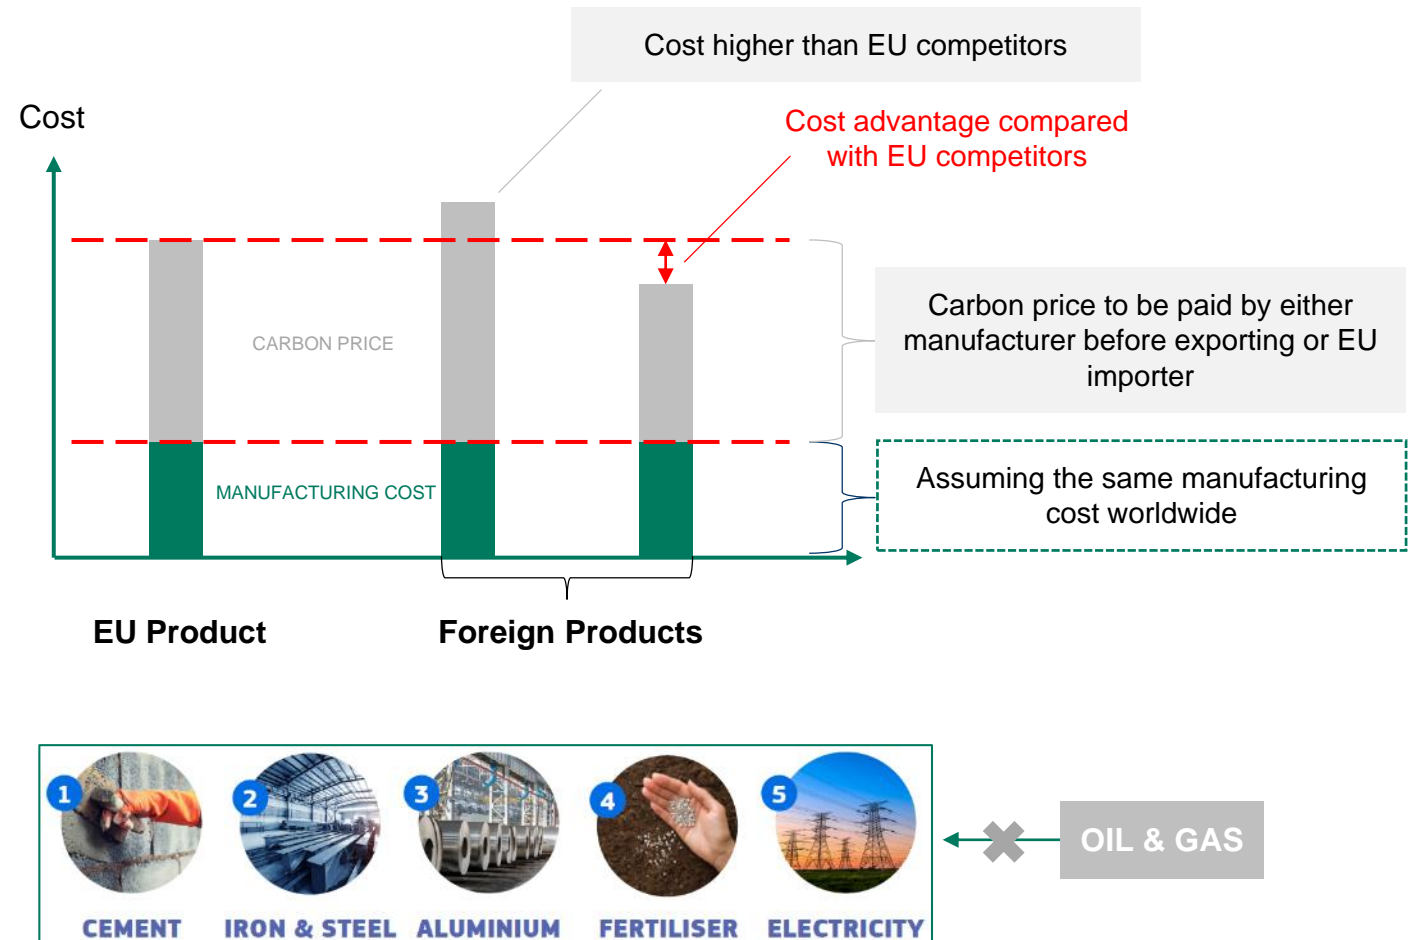 Cost higher than EU competitors
Cost
Cost advantage compared
with EU competitors
CARBON PRICE
Carbon price to be paid by either
manufacturer before exporting or EU
importer
MANUFACTURING COST
Assuming the same manufacturing
cost worldwide
EU Product
Foreign Products
1
2
3
4
5
OIL & GAS
CEMENT
IRON & STEEL
ALUMINIUM
FERTILISER
ELECTRICITY